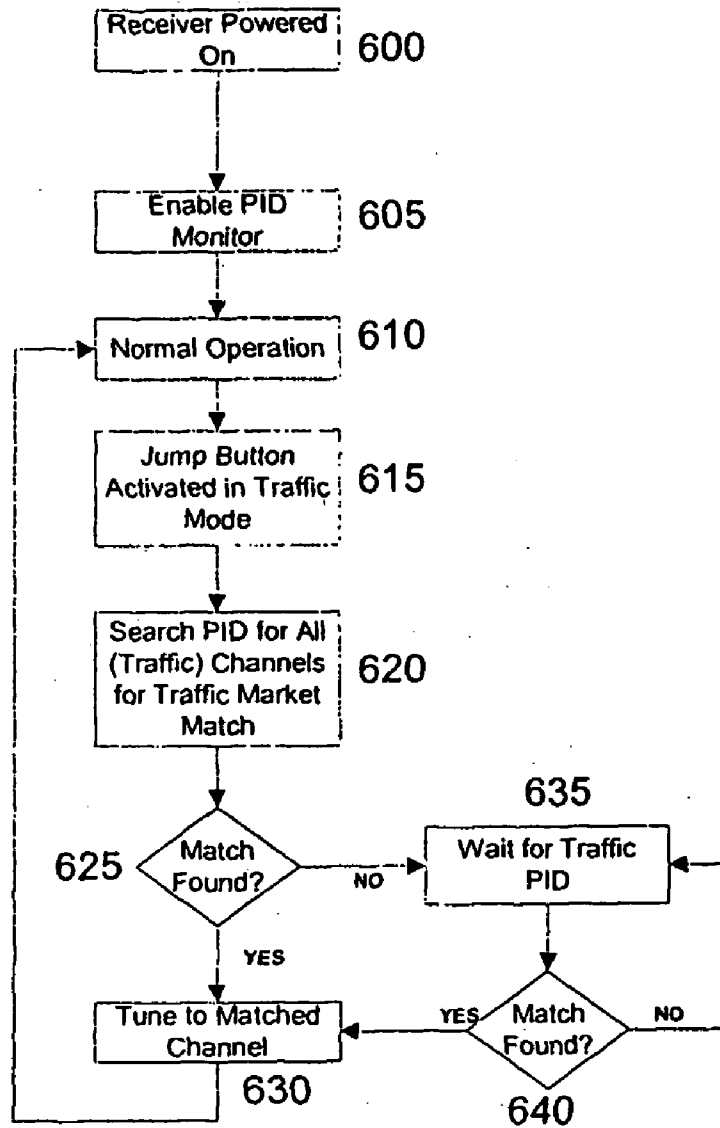 Receiver Powered
On
600
Enable PID
Monitor
605
Normal Operation
610
Jump Button
Activated in Traffic
Mode
615
Search PID for All
(Traffic) Channels
for Traffic Market
Match
620
635
625
Match
Found?
NO
Wait for Traffic
PID
YES
Tune to Matched
Channel
630
YES
Match
Found?
NO
640